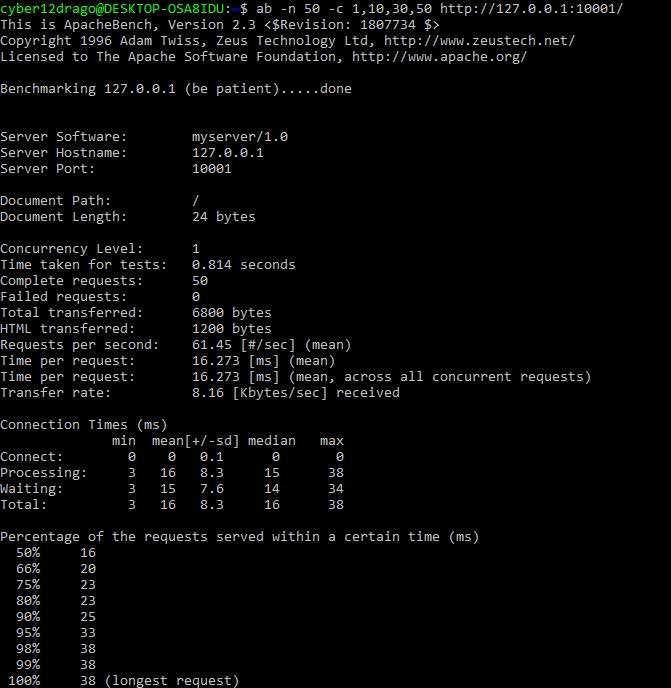 cyber12drago@DESKTOP-OSA8IDU:~$ ab -n 50 -c 1,10,30,50 http://127.0.0.1:10001/
This is ApacheBench, Version 2.3 <$Revision: 1807734 $>
Copyright 1996 Adam Twiss, Zeus Technology Ltd, http://www.zeustech.net/
Licensed to The Apache Software Foundation, http://www.apache.org/

Benchmarking 127.0.0.1 (be patient).....done


Server Software:        myserver/1.0
Server Hostname:        127.0.0.1
Server Port:            10001

Document Path:          /
Document Length:        24 bytes

Concurrency Level:      1
Time taken for tests:   0.814 seconds
Complete requests:      50
Failed requests:        0
Total transferred:      6800 bytes
HTML transferred:       1200 bytes
Requests per second:    61.45 [#/sec] (mean)
Time per request:       16.273 [ms] (mean)
Time per request:       16.273 [ms] (mean, across all concurrent requests)
Transfer rate:          8.16 [Kbytes/sec] received

Connection Times (ms)
              min  mean[+/-sd] median   max
Connect:        0    0   0.1      0       0
Processing:     3   16   8.3     15      38
Waiting:        3   15   7.6     14      34
Total:          3   16   8.3     16      38

Percentage of the requests served within a certain time (ms)
  50%     16
  66%     20
  75%     23
  80%     23
  90%     25
  95%     33
  98%     38
  99%     38
 100%     38 (longest request)